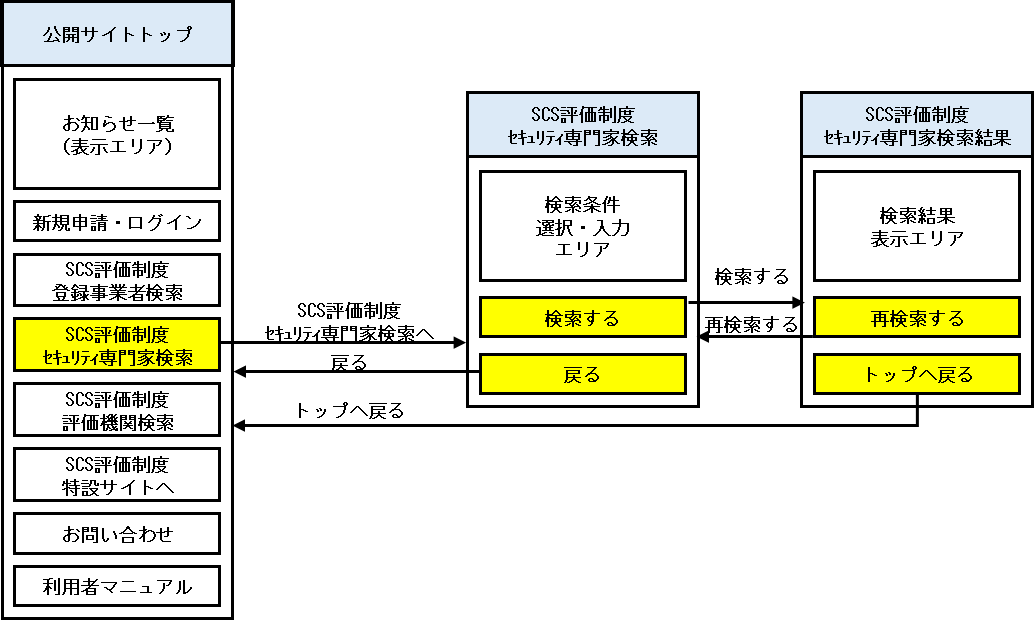 公開サイトトップ
お知らせ一覧
（表示エリア）
新規申請・ログイン
SCS評価制度
登録事業者検索
SCS評価制度
ｾｷｭﾘﾃｨ専門家検索
SCS評価制度
評価機関検索
SCS評価制度
特設サイトへ
お問い合わせ
利用者マニュアル
SCS評価制度
ｾｷｭﾘﾃｨ専門家検索へ
戻る
トップへ戻る
SCS評価制度
ｾｷｭﾘﾃｨ専門家検索
検索条件
選択・入力
エリア
検索する
戻る
検索する
再検索する
SCS評価制度
ｾｷｭﾘﾃｨ専門家検索結果
検索結果
表示エリア
再検索する
トップへ戻る